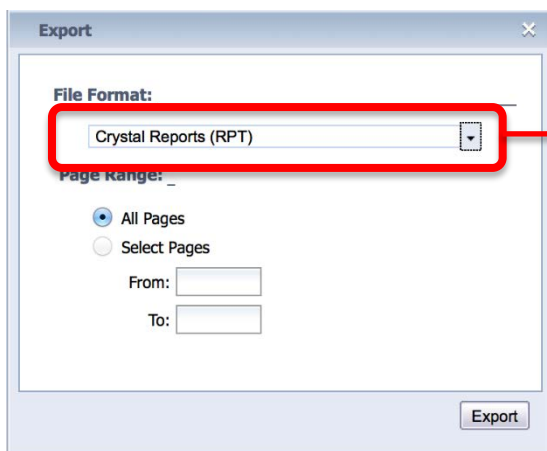 Export
File Format:
Crystal Reports (RPT)
Page Range:
All Pages
Select Pages
From:
To:
Export